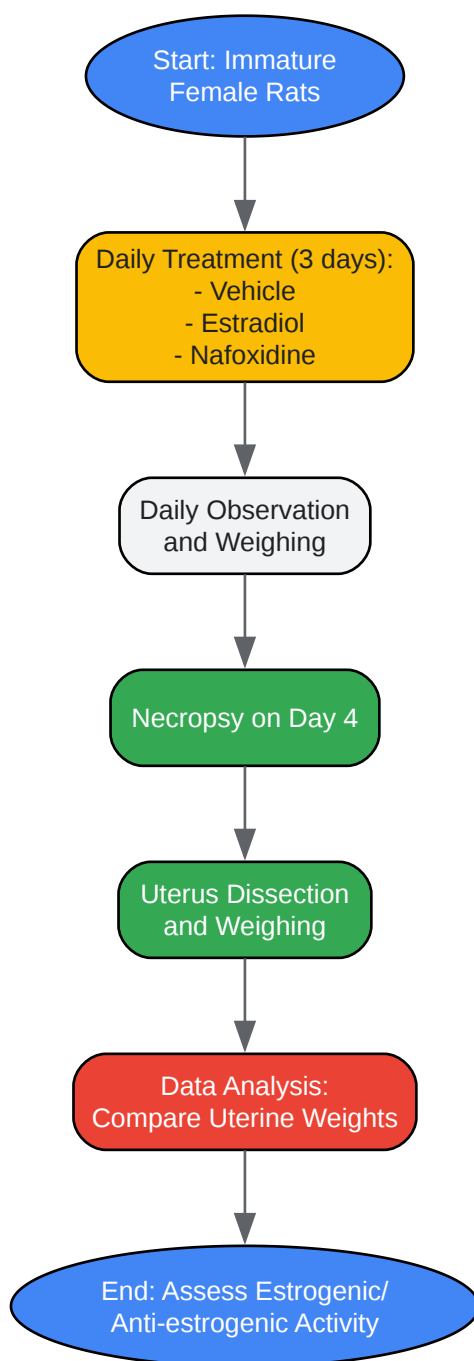 Start: Immature
Female Rats
Daily Treatment (3 days):
- Vehicle
- Estradiol
- Nafoxidine
Daily Observation
and Weighing
Necropsy on Day 4
Uterus Dissection
and Weighing
Data Analysis:
Compare Uterine Weights
End: Assess Estrogenic/
Anti-estrogenic Activity